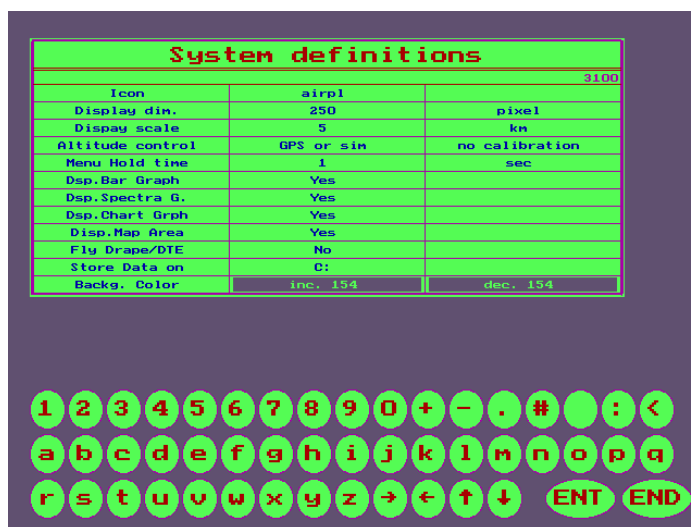 System definitions
3100
Icon airpl
Display dim. 250 pixel
Dispay scale 5 km
Altitude control GPS or sim no calibration
Menu Hold time 1 sec
Dsp.Bar Graph Yes
Dsp.Spectra G. Yes
Dsp.Chart Grph Yes
Disp.Map Area Yes
Fly Drape/DTE No
Store Data on C:
Backg. Color inc. 154 dec. 154
1 2 3 4 5 6 7 8 9 0 + - . # : <
a b c d e f g h i j k l m n o p q
r s t u v w x y z → ← ↑ ↓ ENT END